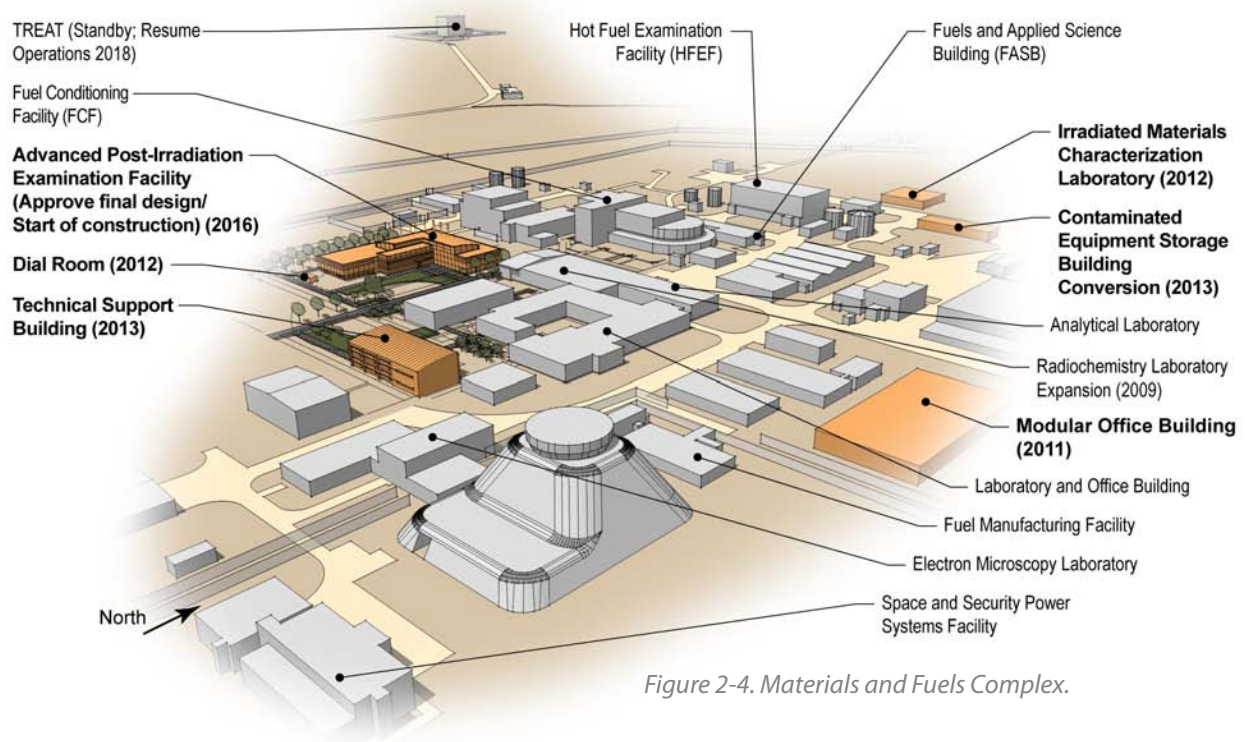 TREAT (Standby; Resume
Operations 2018)
Fuel Conditioning
Facility (FCF)
Advanced Post-Irradiation
Examination Facility
(Approve final design/
Start of construction) (2016)
Dial Room (2012)
Technical Support
Building (2013)
Hot Fuel Examination
Facility (HFEF)
Fuels and Applied Science
Building (FASB)
Irradiated Materials
Characterization
Laboratory (2012)
Contaminated
Equipment Storage
Building
Conversion (2013)
Analytical Laboratory
Radiochemistry Laboratory
Expansion (2009)
Modular Office Building
(2011)
Laboratory and Office Building
Fuel Manufacturing Facility
Electron Microscopy Laboratory
Space and Security Power
Systems Facility
North
Figure 2-4. Materials and Fuels Complex.